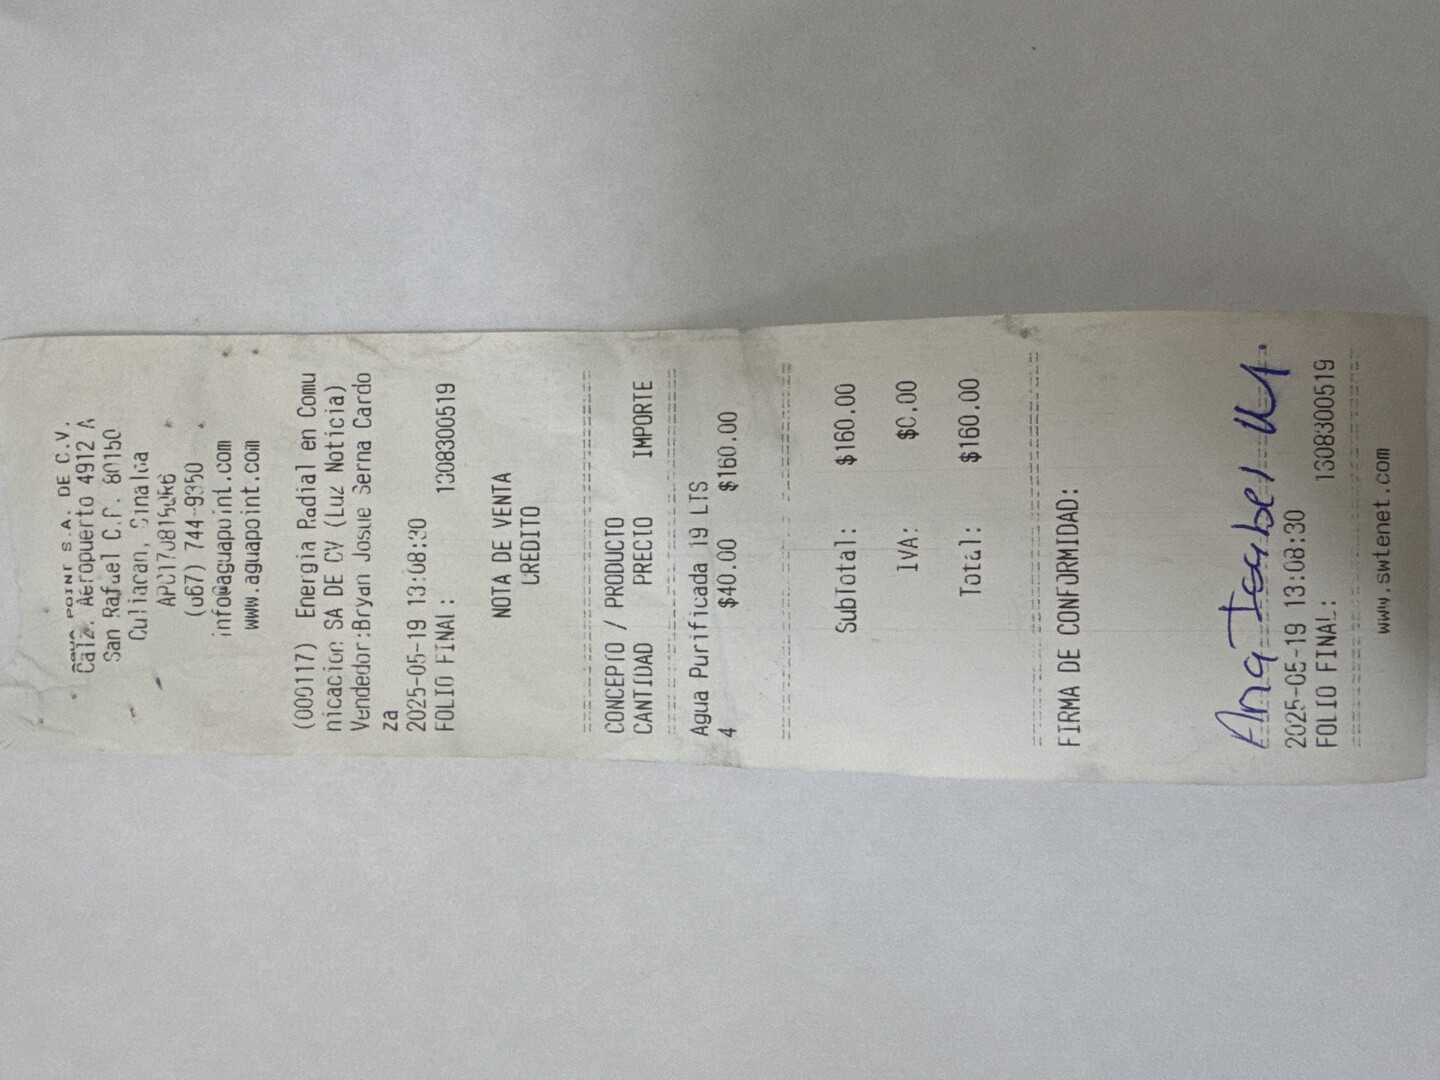 AGUA POINT S.A. DE C.V.
Calz. Aeropuerto 4912 A
San Rafael C.P. 80150
Culiacan, Sinaloa
(667) 744-9350
info@aguapoint.com
www.aguapoint.com
(000117) Energia Radial en Comu
nicacion SA DE CV (Luz Noticia)
Vendedor:Bryan Josue Serna Cardo
za
2025-05-19 13:08:30
FOLIO FINAL: 1308300519
NOTA DE VENTA
CREDITO
CONCEPTO / PRODUCTO
CANTIDAD PRECIO IMPORTE
Agua Purificada 19 LTS
4 $40.00 $160.00
SubTotal: $160.00
IVA: $0.00
Total: $160.00
FIRMA DE CONFORMIDAD:
Ana Isabel
2025-05-19 13:08:30
FOLIO FINAL: 1308300519
www.swtenet.com